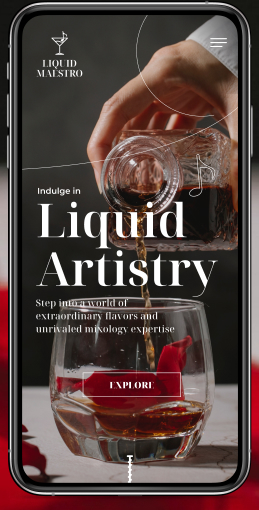 LIQUID
MAESTRO
Indulge in
Liquid
Artistry
Step into a world of
extraordinary flavors and
unrivaled mixology expertise
EXPLORE